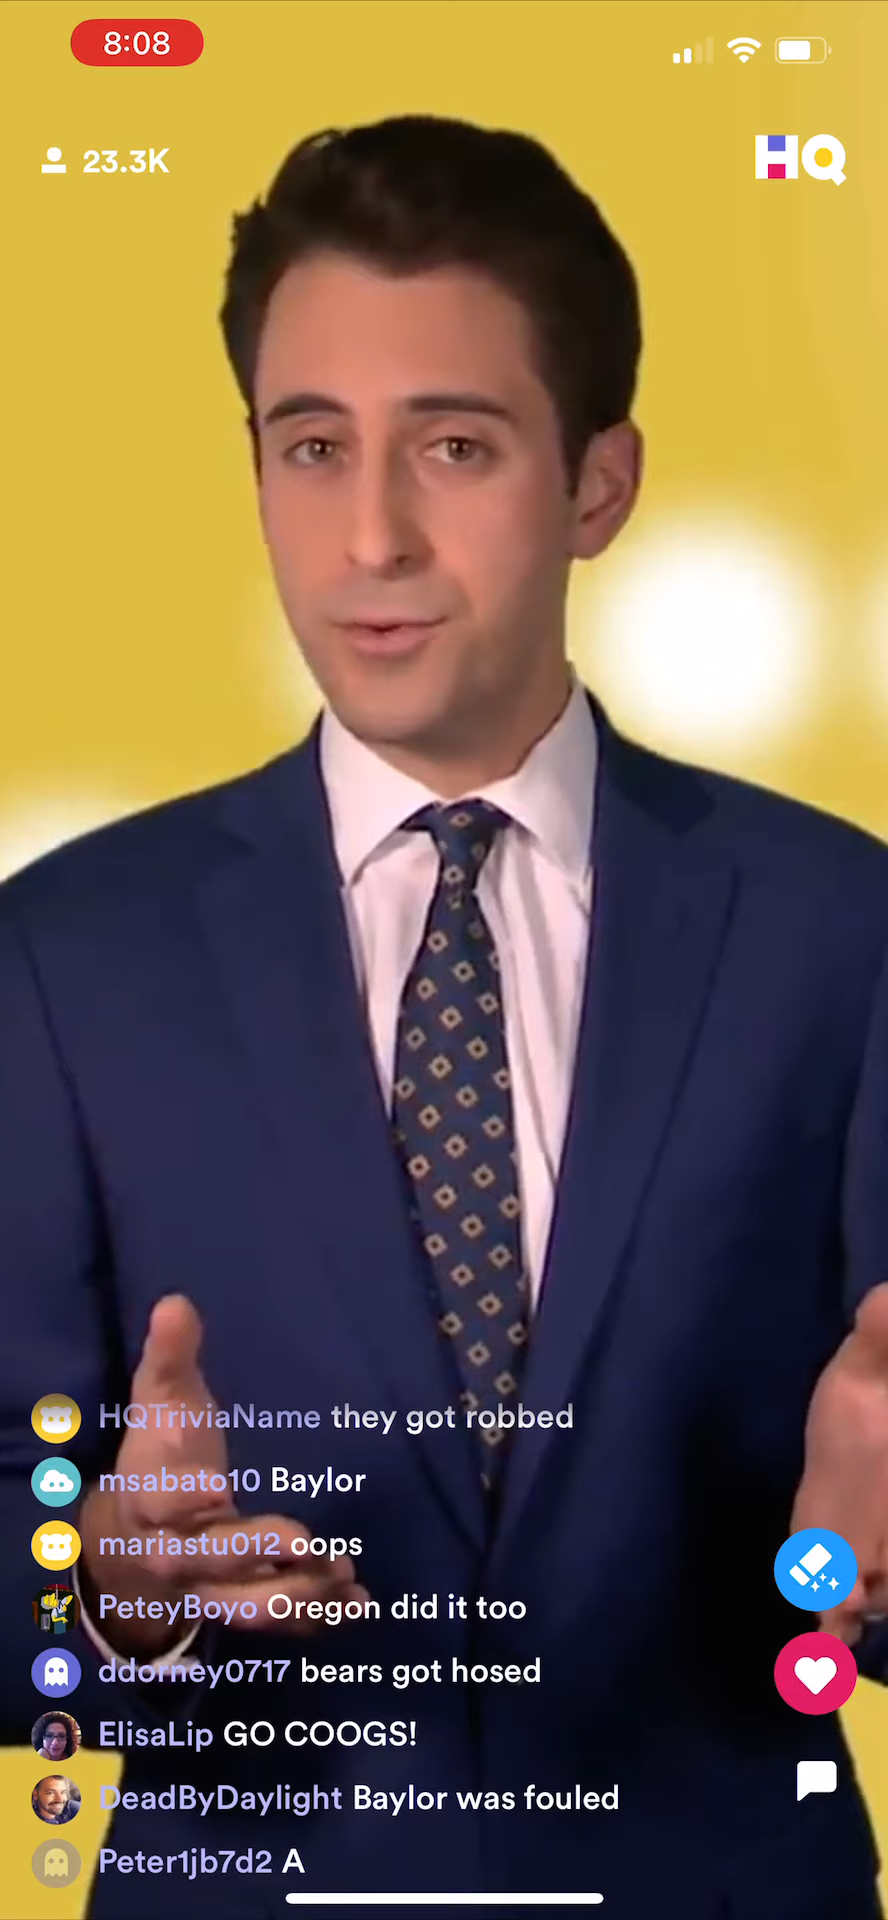 8:08
23.3K
HQ
HQTriviaName they got robbed
msabato10 Baylor
mariastu012 oops
PeteyBoyo Oregon did it too
ddorney0717 bears got hosed
ElisaLip GO COOGS!
DeadByDaylight Baylor was fouled
Peter1jb7d2 A